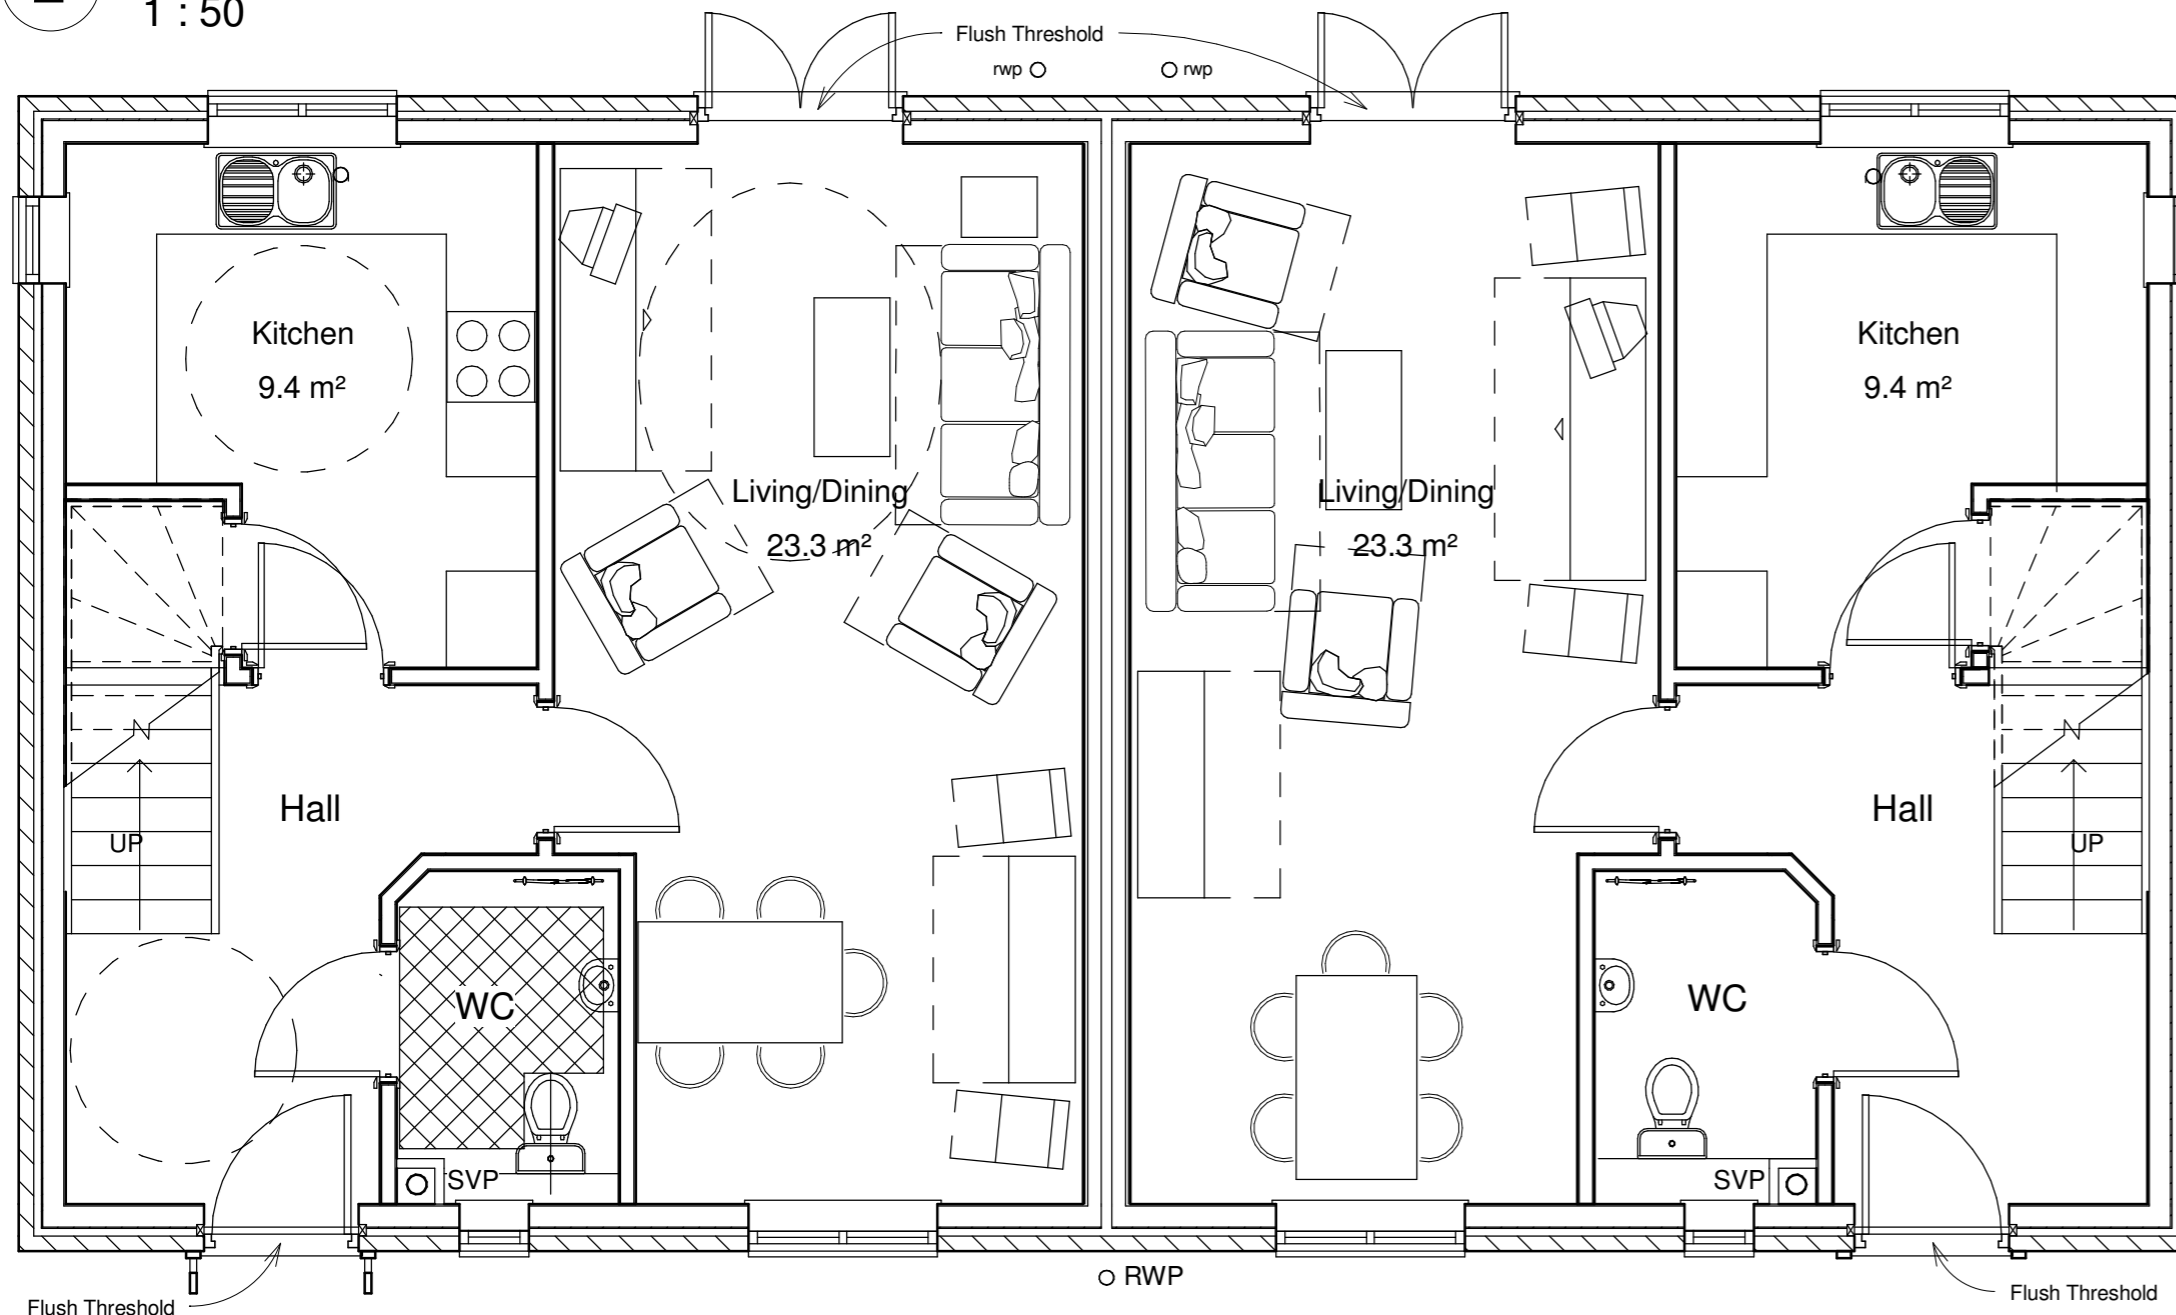 1 : 50
Flush Threshold
rwp
rwp
Kitchen
9.4 m²
Kitchen
9.4 m²
Living/Dining
23.3 m²
Living/Dining
23.3 m²
Hall
UP
Hall
UP
WC
WC
SVP
SVP
RWP
Flush Threshold
Flush Threshold